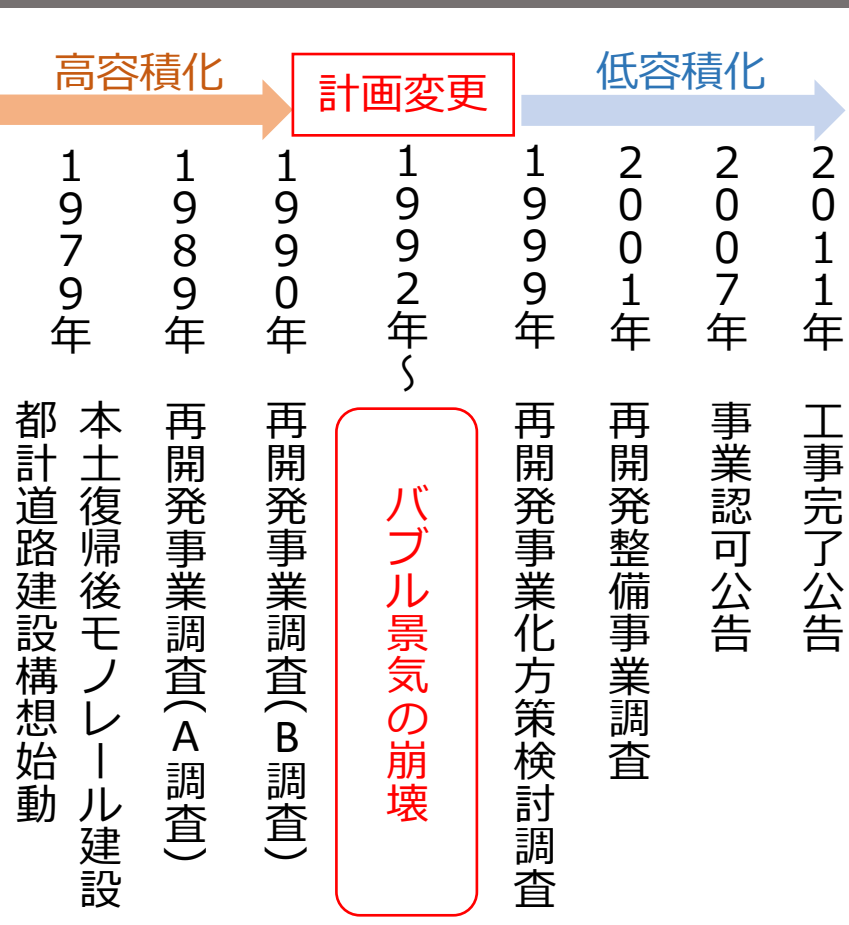 高容積化
計画変更
低容積化
1979年
本土復帰後モノレール建設
都計道路建設構想始動
1989年
再開発事業調査(A調査)
1990年
再開発事業調査(B調査)
1992年~
バブル景気の崩壊
1999年
再開発事業化方策検討調査
2001年
再開発整備事業調査
2007年
事業認可公告
2011年
工事完了公告